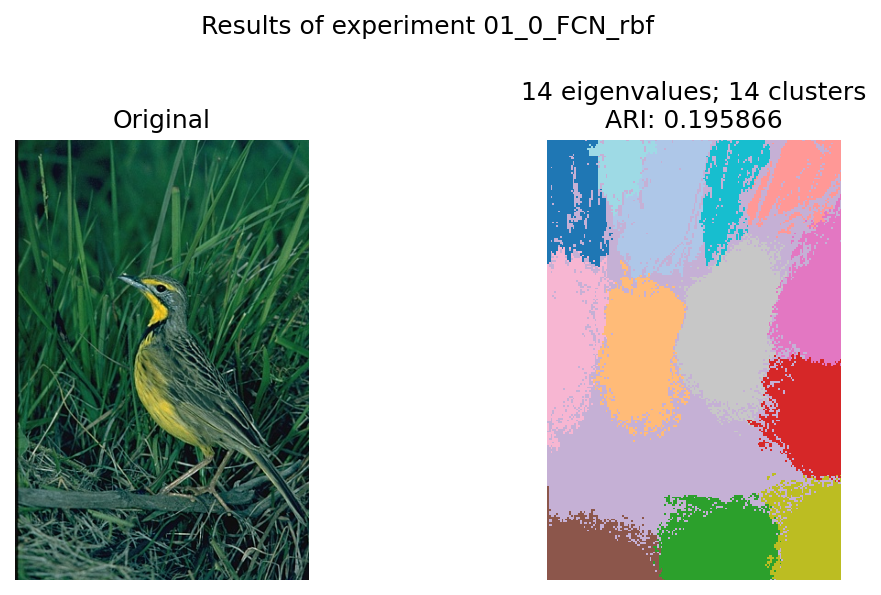 Results of experiment 01_0_FCN_rbf
Original
14 eigenvalues; 14 clusters
ARI: 0.195866